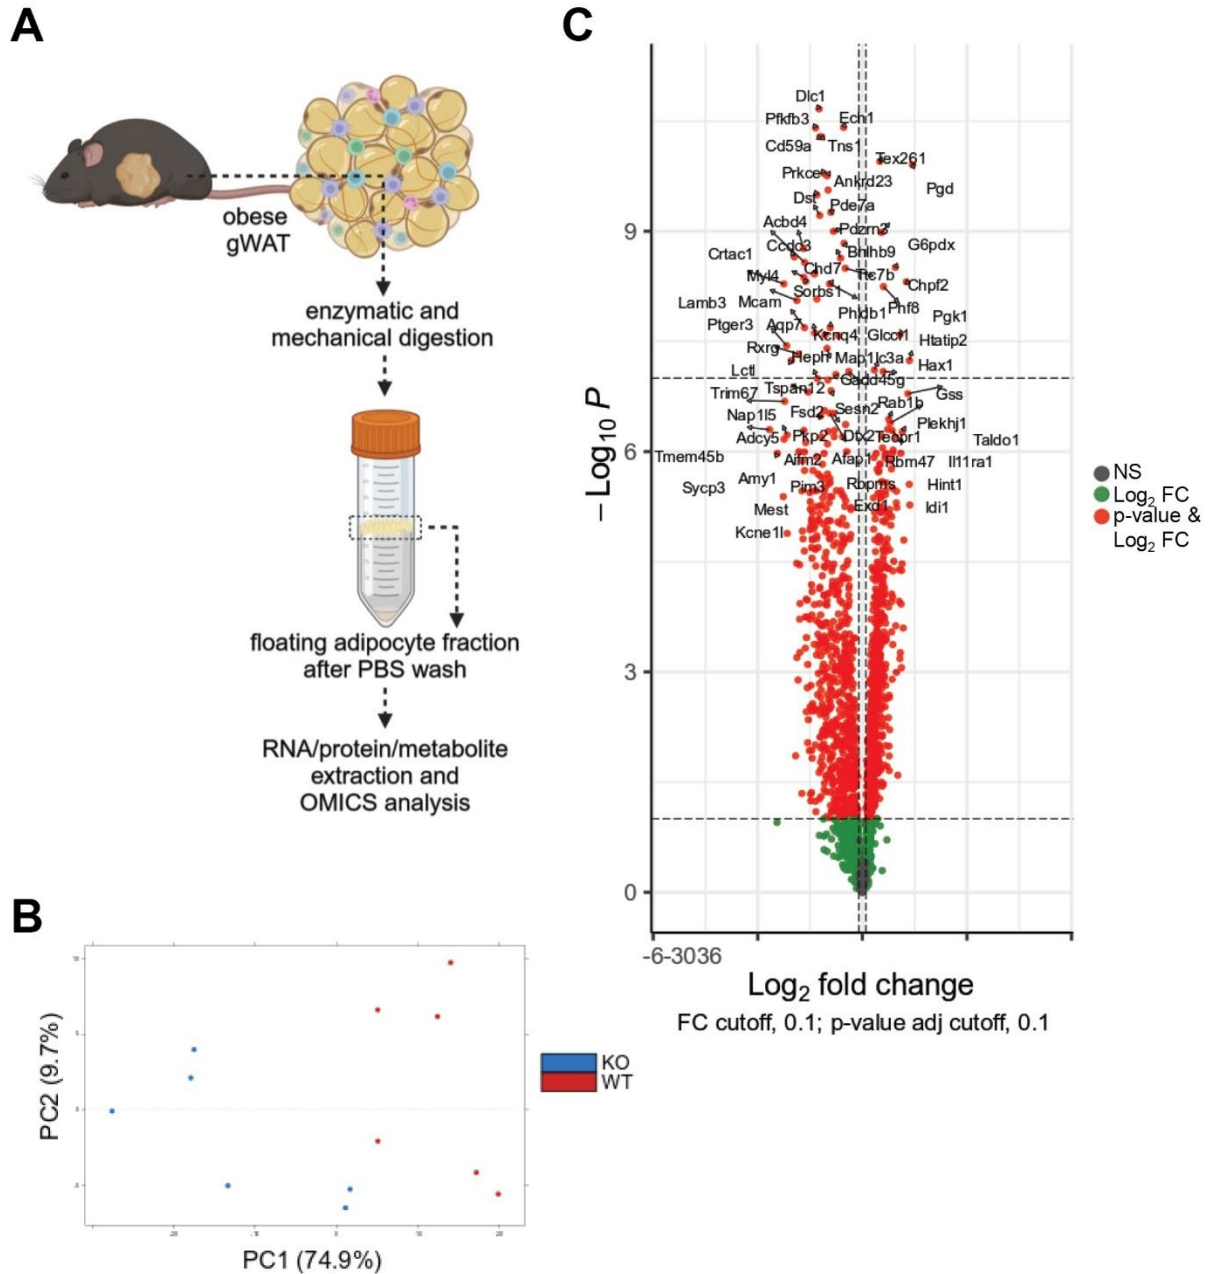 A
obese
gWAT
enzymatic and
mechanical digestion
floating adipocyte fraction
after PBS wash
RNA/protein/metabolite
extraction and
OMICS analysis
B
PC2 (9.7%)
PC1 (74.9%)
KO
WT
C
Dlc1
Pfkfb3
Ech1
Cd59a
Tns1
Tex261
Prkce
Ankrd23
Pgd
Dst
Pde7a
Acbd4
Pdzrn3
Ccdc3
Bhlhb9
G6pdx
Crtac1
Chd7
Ttc7b
Myl4
Sorbs1
Chpf2
Lamb3
Mcam
Phldb1
Phf8
Pgk1
Ptger3
Aqp7
Kcnq4
Glccl1
Htatip2
Rxrg
Heph
Map1lc3a
Hax1
Lctl
Gadd45g
Trim67
Tspan12
Gss
Nap1l5
Fsd2
Sesn2
Rab1b
Plekhj1
Adcy5
Pkp2
Dtx2
Tecpr1
Taldo1
Tmem45b
Aifm2
Afap1
Rbm47
Il11ra1
Sycp3
Amy1
Pim3
Rbpms
Hint1
Mest
Exd1
Idi1
Kcne1l
9
6
3
0
–Log10 P
-6-3036
Log2 fold change
FC cutoff, 0.1; p-value adj cutoff, 0.1
NS
Log2 FC
p-value &
Log2 FC